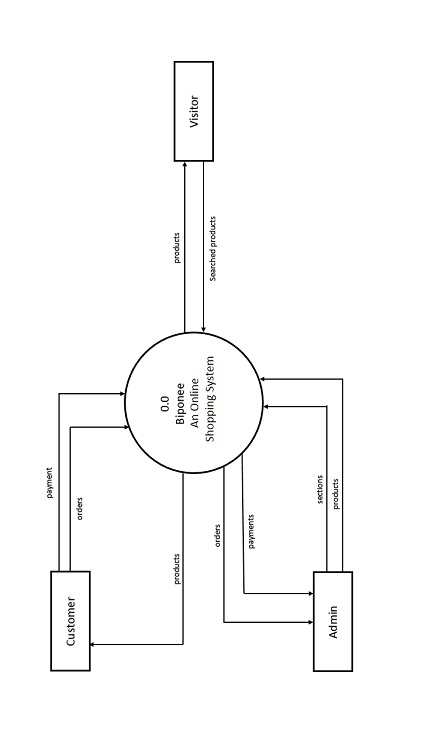 Customer
payment
orders
products
0.0
Biponee
An Online
Shopping System
products
Searched products
Visitor
orders
payments
sections
products
Admin